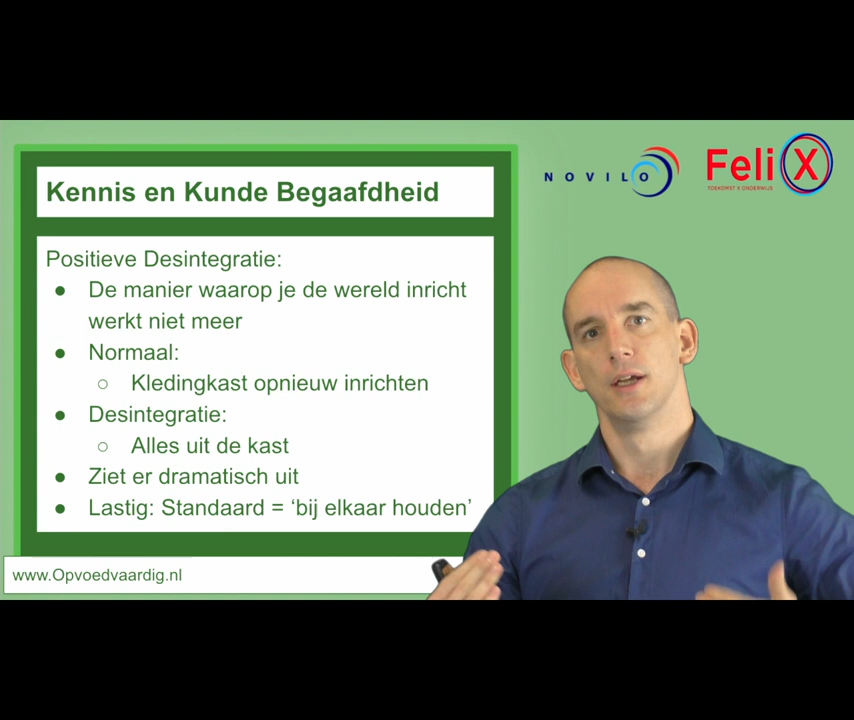 Kennis en Kunde Begaafdheid
NOVILO
FeliX
TOEKOMST X ONDERWIJS
Positieve Desintegratie:
● De manier waarop je de wereld inricht
werkt niet meer
● Normaal:
○ Kledingkast opnieuw inrichten
● Desintegratie:
○ Alles uit de kast
● Ziet er dramatisch uit
● Lastig: Standaard = ‘bij elkaar houden’
www.Opvoedvaardig.nl